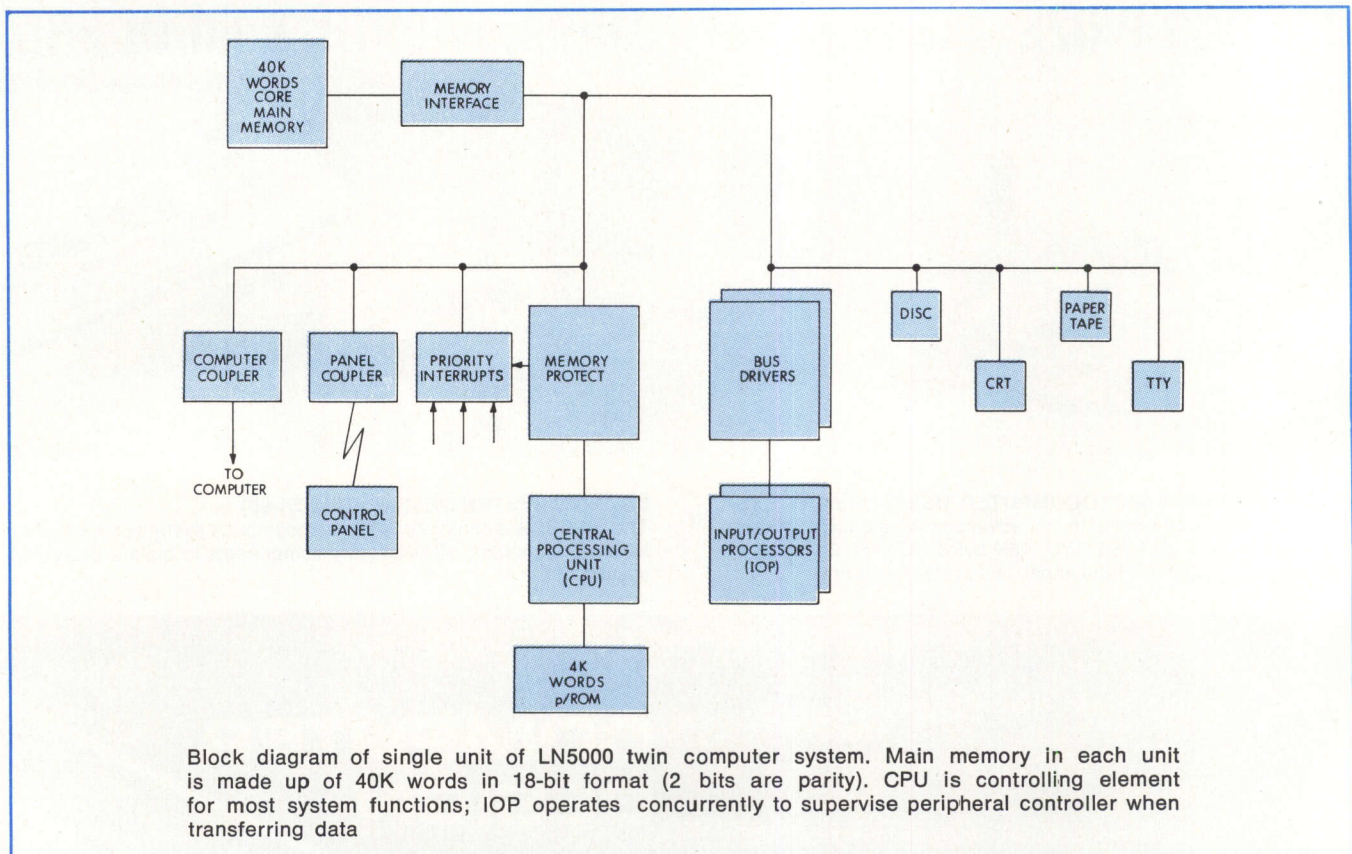 40K
WORDS
CORE
MAIN
MEMORY
MEMORY
INTERFACE
COMPUTER
COUPLER
PANEL
COUPLER
PRIORITY
INTERRUPTS
MEMORY
PROTECT
BUS
DRIVERS
DISC
PAPER
TAPE
CRT
TTY
TO
COMPUTER
CONTROL
PANEL
CENTRAL
PROCESSING
UNIT
(CPU)
INPUT/OUTPUT
PROCESSORS
(IOP)
4K
WORDS
p/ROM
Block diagram of single unit of LN5000 twin computer system. Main memory in each unit
is made up of 40K words in 18-bit format (2 bits are parity). CPU is controlling element
for most system functions; IOP operates concurrently to supervise peripheral controller when
transferring data